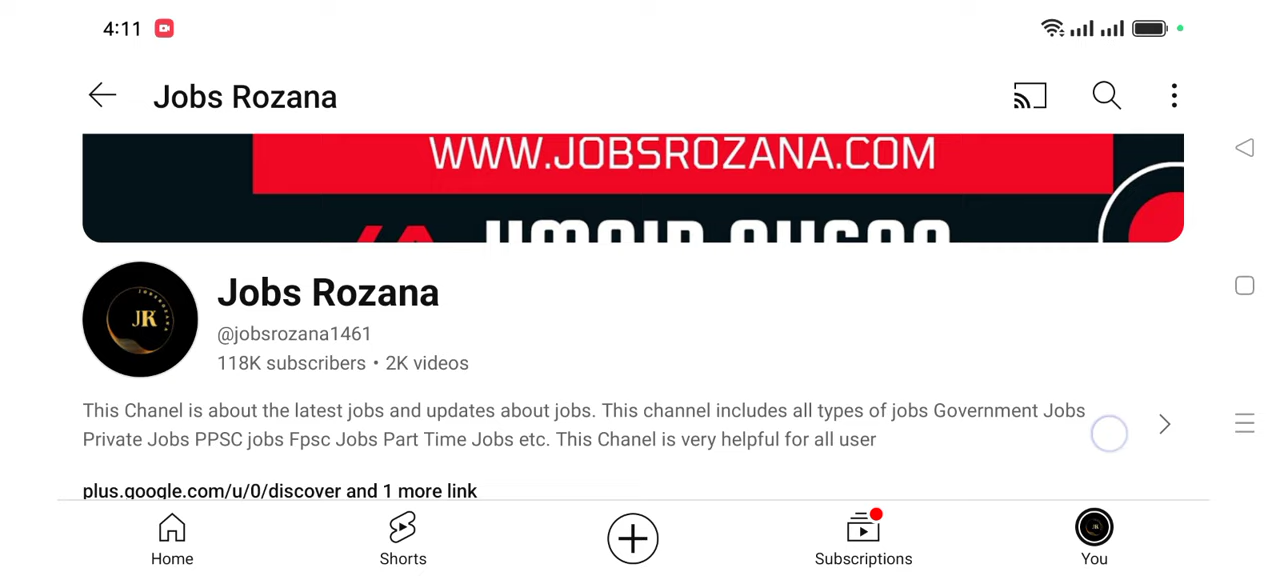 4:11
Jobs Rozana
WWW.JOBSROZANA.COM
JR
Jobs Rozana
@jobsrozana1461
118K subscribers • 2K videos
This Chanel is about the latest jobs and updates about jobs. This channel includes all types of jobs Government Jobs
Private Jobs PPSC jobs Fpsc Jobs Part Time Jobs etc. This Chanel is very helpful for all user
plus.google.com/u/0/discover and 1 more link
Home
Shorts
Subscriptions
You